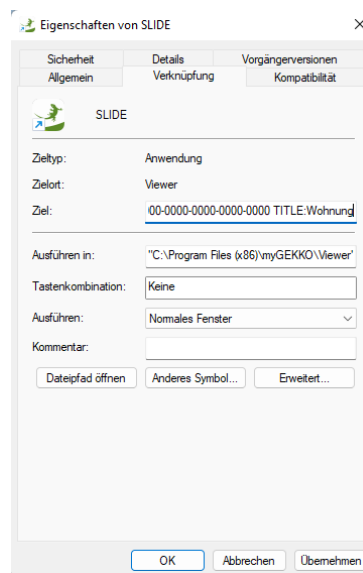 Eigenschaften von SLIDE
Sicherheit Details Vorgängerversionen
Allgemein Verknüpfung Kompatibilität
SLIDE
Zieltyp: Anwendung
Zielort: Viewer
Ziel: 00-0000-0000-0000-0000 TITLE:Wohnung
Ausführen in: "C:\Program Files (x86)\myGEKKO\Viewer"
Tastenkombination: Keine
Ausführen: Normales Fenster
Kommentar:
Dateipfad öffnen Anderes Symbol... Erweitert...
OK Abbrechen Übernehmen